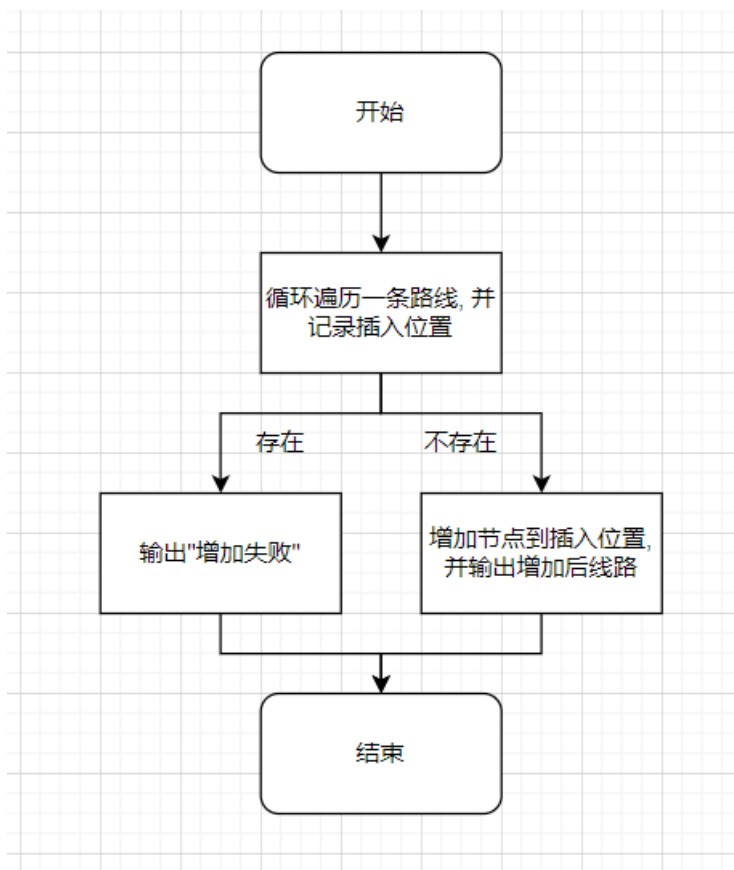 开始
循环遍历一条路线, 并
记录插入位置
存在
不存在
输出"增加失败"
增加节点到插入位置,
并输出增加后线路
结束